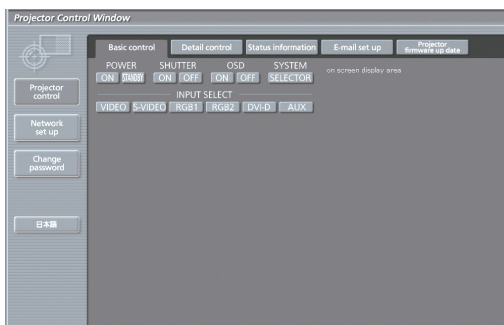 Projector Control Window
Basic control Detail control Status information E-mail set up Projector firmware up date
POWER SHUTTER OSD SYSTEM
ON STANDBY ON OFF ON OFF SELECTOR
on screen display area
INPUT SELECT
VIDEO S-VIDEO RGB1 RGB2 DVI-D AUX
Projector
control
Network
set up
Change
password
日本語